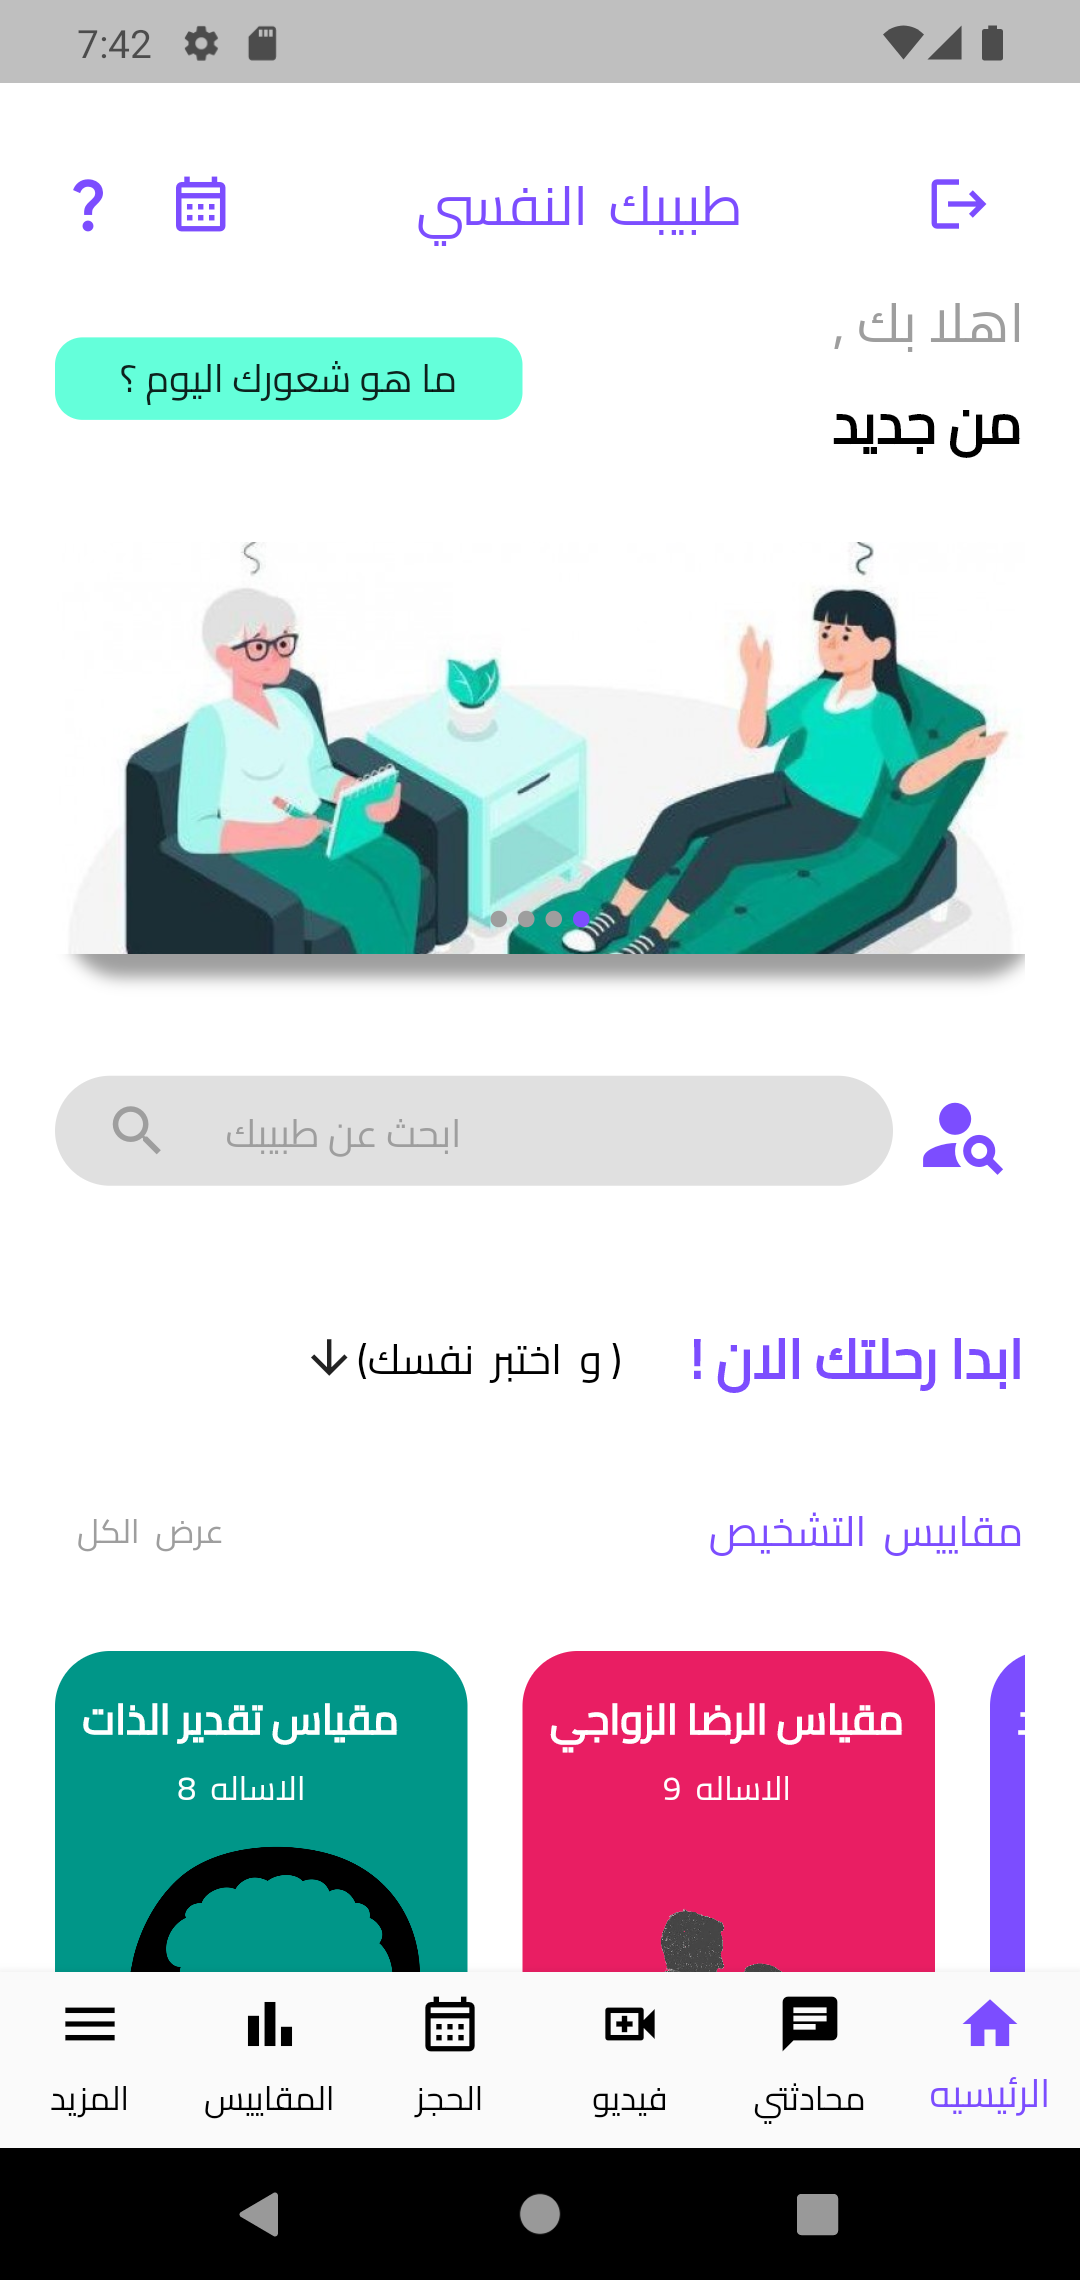 7:42
طبيبك النفسي
اهلا بك ,
ما هو شعورك اليوم ؟
من جديد
ابحث عن طبيبك
ابدا رحلتك الان !
( و اختبر نفسك)
مقاييس التشخيص
عرض الكل
مقياس الرضا الزواجي
الاساله 9
مقياس تقدير الذات
الاساله 8
الرئيسيه
محادثتي
فيديو
الحجز
المقاييس
المزيد